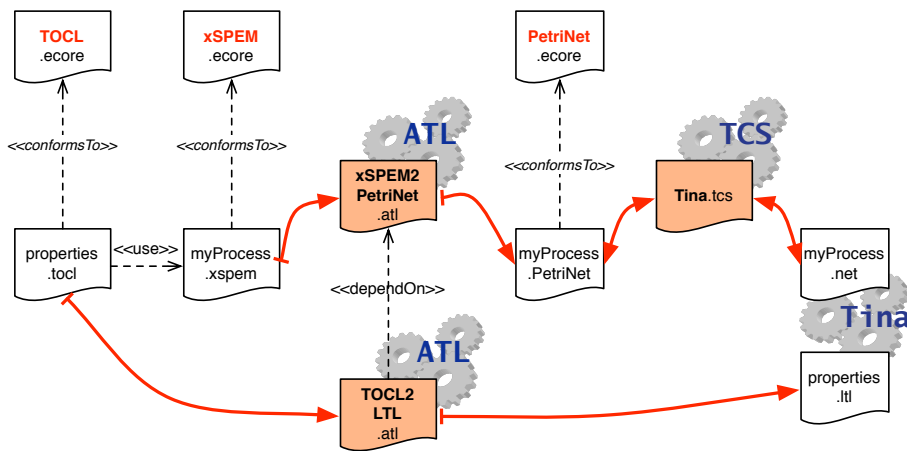 TOCL
.ecore
xSPEM
.ecore
PetriNet
.ecore
ATL
TCS
<<conformsTo>>
<<conformsTo>>
<<conformsTo>>
xSPEM2
PetriNet
.atl
Tina.tcs
properties
.tocl
<<use>>
myProcess
.xspem
myProcess
.PetriNet
myProcess
.net
<<dependOn>>
Tina
ATL
TOCL2
LTL
.atl
properties
.ltl